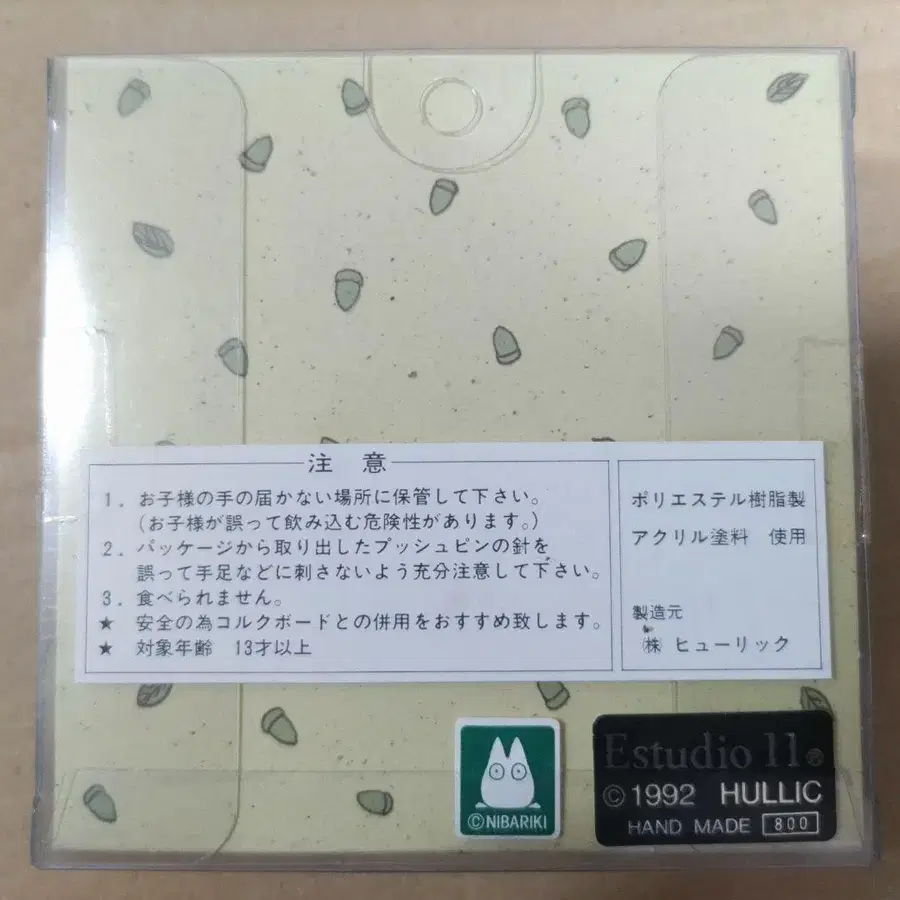 注 意
1. お子様の手の届かない場所に保管して下さい。
(お子様が誤って飲み込む危険性があります。)
2. パッケージから取り出したプッシュピンの針を
誤って手足などに刺さないよう充分注意して下さい。
3. 食べられません。
★ 安全の為コルクボードとの併用をおすすめ致します。
★ 対象年齢 13才以上
ポリエステル樹脂製
アクリル塗料 使用
製造元
㈱ ヒューリック
©NIBARIKI
Estudio 11®
©1992 HULLIC
HAND MADE 800